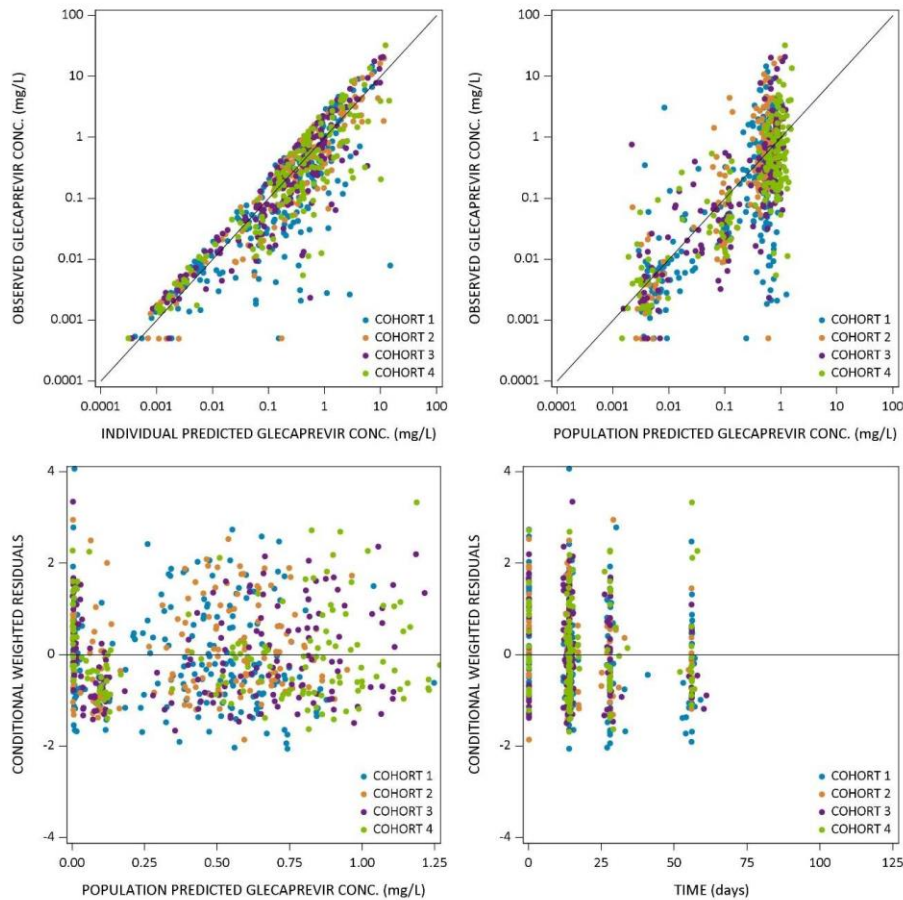 100
10
1
0.1
0.01
0.001
0.0001
OBSERVED GLECAPREVIR CONC. (mg/L)
COHORT 1
COHORT 2
COHORT 3
COHORT 4
0.0001 0.001 0.01 0.1 1 10 100
INDIVIDUAL PREDICTED GLECAPREVIR CONC. (mg/L)
100
10
1
0.1
0.01
0.001
0.0001
OBSERVED GLECAPREVIR CONC. (mg/L)
COHORT 1
COHORT 2
COHORT 3
COHORT 4
0.0001 0.001 0.01 0.1 1 10 100
POPULATION PREDICTED GLECAPREVIR CONC. (mg/L)
4
2
0
-2
-4
CONDITIONAL WEIGHTED RESIDUALS
COHORT 1
COHORT 2
COHORT 3
COHORT 4
0.00 0.25 0.50 0.75 1.00 1.25
POPULATION PREDICTED GLECAPREVIR CONC. (mg/L)
4
2
0
-2
-4
CONDITIONAL WEIGHTED RESIDUALS
COHORT 1
COHORT 2
COHORT 3
COHORT 4
0 25 50 75 100 125
TIME (days)